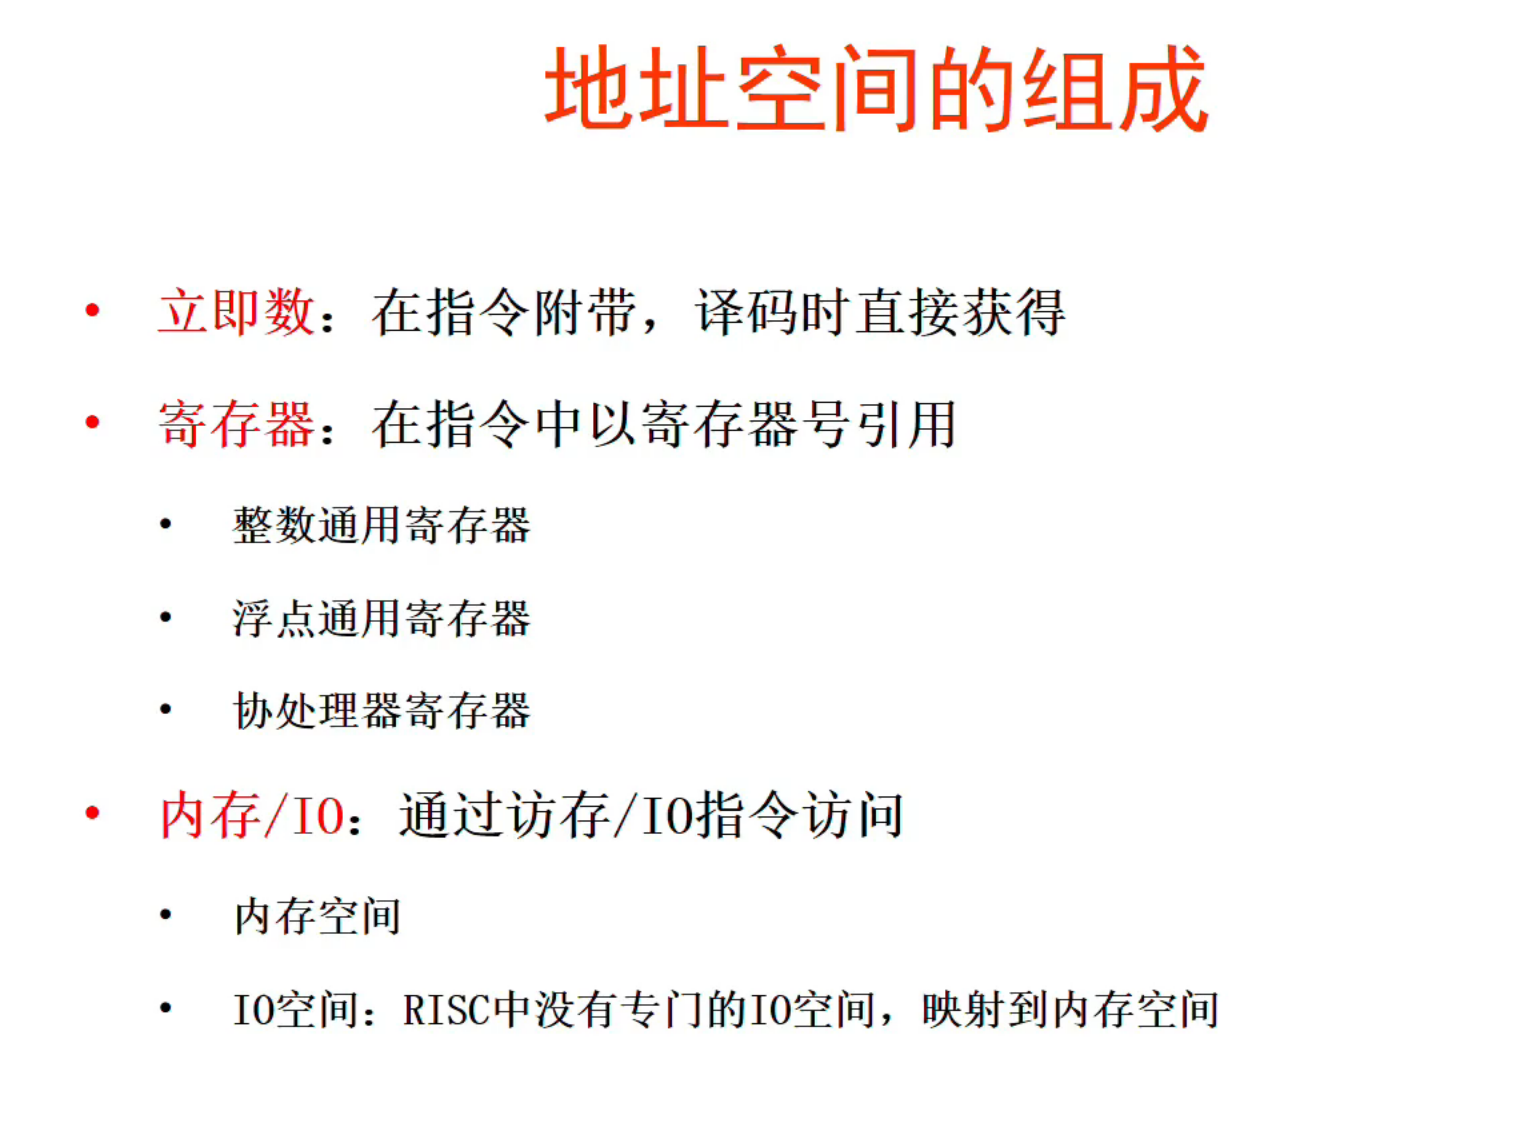 地址空间的组成
• 立即数：在指令附带，译码时直接获得
• 寄存器：在指令中以寄存器号引用
• 整数通用寄存器
• 浮点通用寄存器
• 协处理器寄存器
• 内存/IO：通过访存/IO指令访问
• 内存空间
• IO空间：RISC中没有专门的IO空间，映射到内存空间